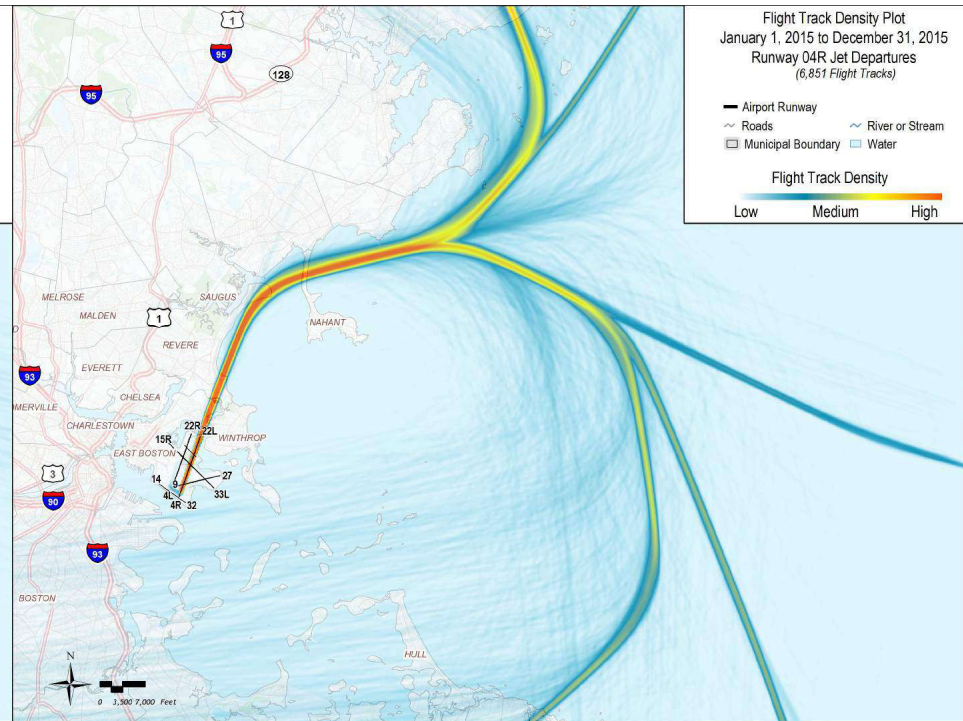 Flight Track Density Plot
January 1, 2015 to December 31, 2015
Runway 04R Jet Departures
(6,851 Flight Tracks)
Airport Runway
Roads
River or Stream
Municipal Boundary
Water
Flight Track Density
Low Medium High
1
95
128
95
MELROSE
SAUGUS
MALDEN
1
NAHANT
REVERE
EVERETT
93
CHELSEA
OMERVILLE
CHARLESTOWN
22R
22L
15R
WINTHROP
EAST BOSTON
3
14
9
27
4L
33L
4R 32
90
93
BOSTON
HULL
N
0 3,500 7,000 Feet